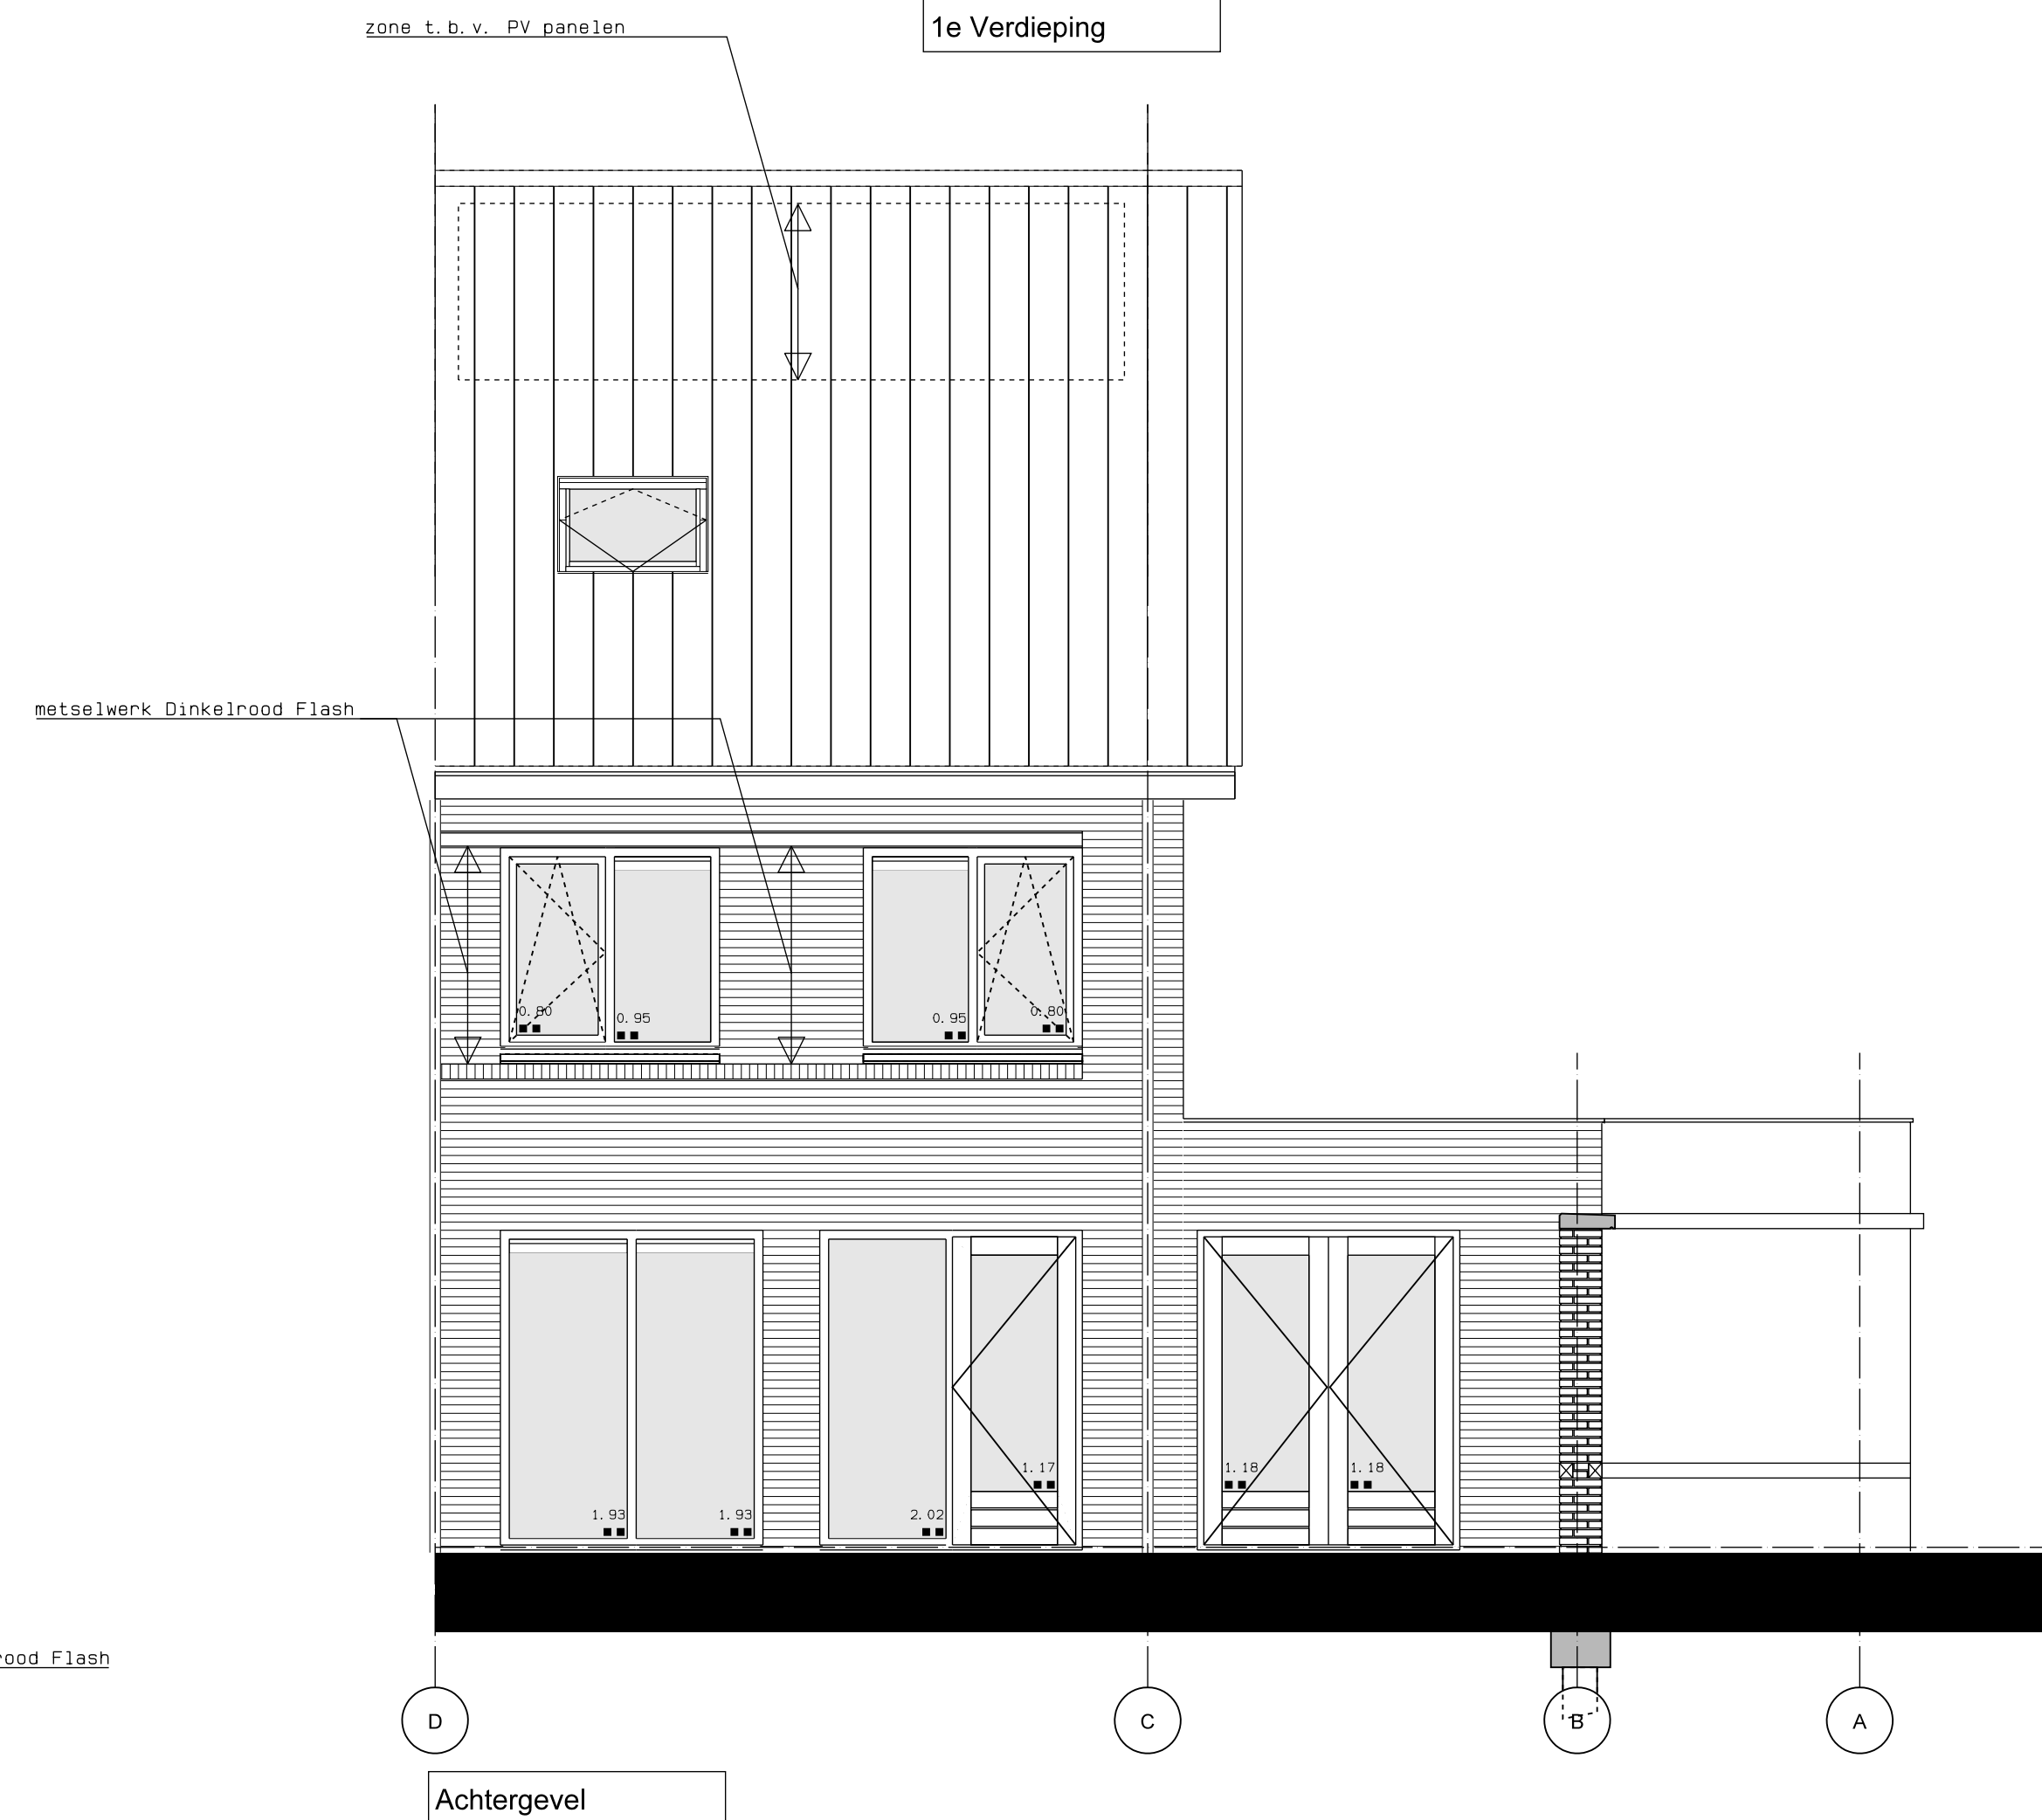 1e Verdieping
zone t.b.v. PV panelen
metselwerk Dinkelrood Flash
0.80
0.95
0.95
0.80
1.17
1.18
1.18
1.93
1.93
2.02
rood Flash
D
C
B
A
Achtergevel